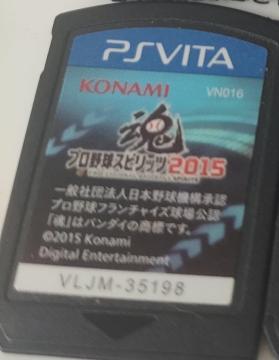 PSVITA
KONAMI
VN016
魂
プロ野球スピリッツ2015
一般社団法人日本野球機構承認
プロ野球フランチャイズ球場公認
「魂」はバンダイの商標です。
©2015 Konami
Digital Entertainment
VLJM-35198